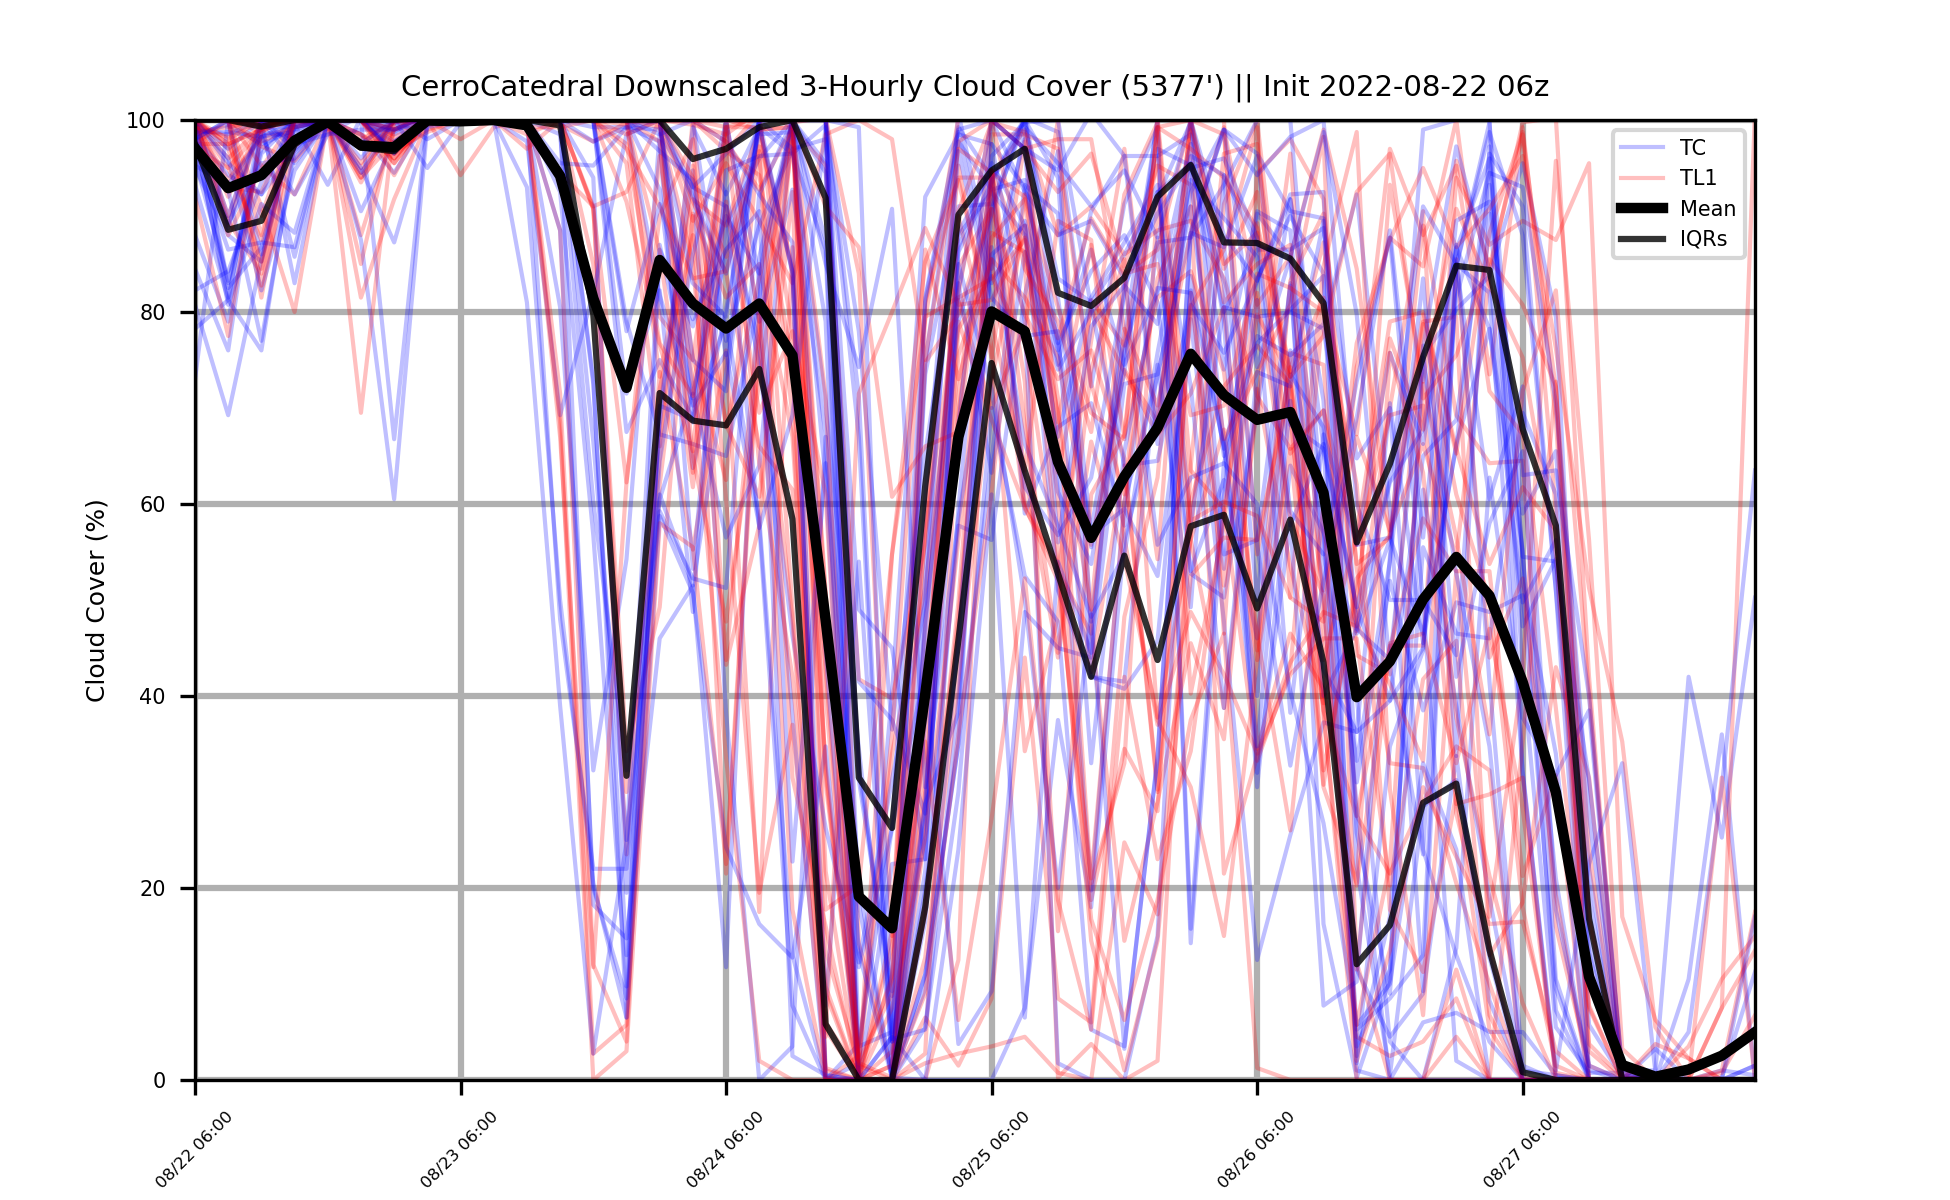 CerroCatedral Downscaled 3-Hourly Cloud Cover (5377') || Init 2022-08-22 06z
TC
TL1
Mean
IQRs
Cloud Cover (%)
100
80
60
40
20
0
08/22 06:00
08/23 06:00
08/24 06:00
08/25 06:00
08/26 06:00
08/27 06:00